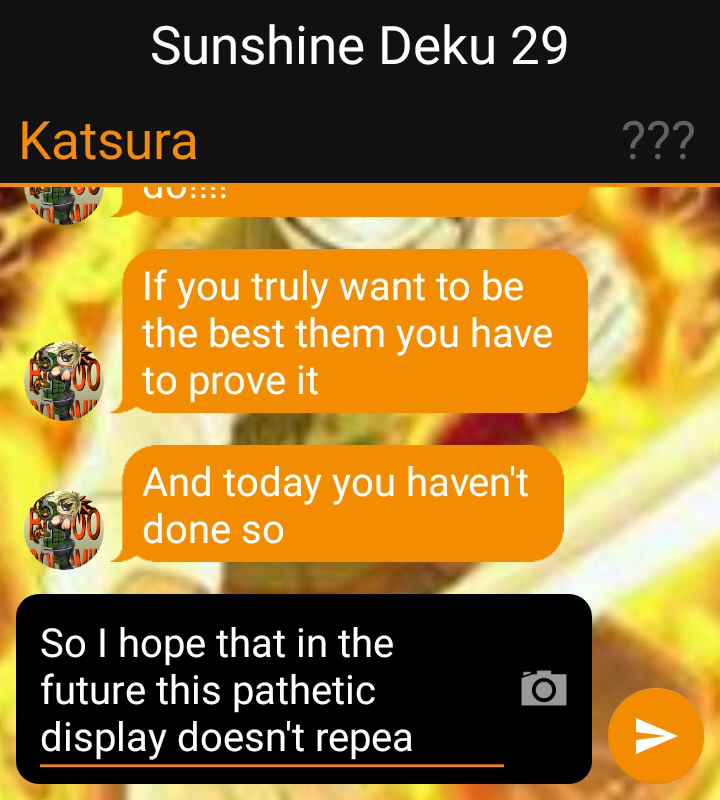 Sunshine Deku 29
Katsura
???
do!!!!
If you truly want to be
the best them you have
to prove it
And today you haven't
done so
So I hope that in the
future this pathetic
display doesn't repea